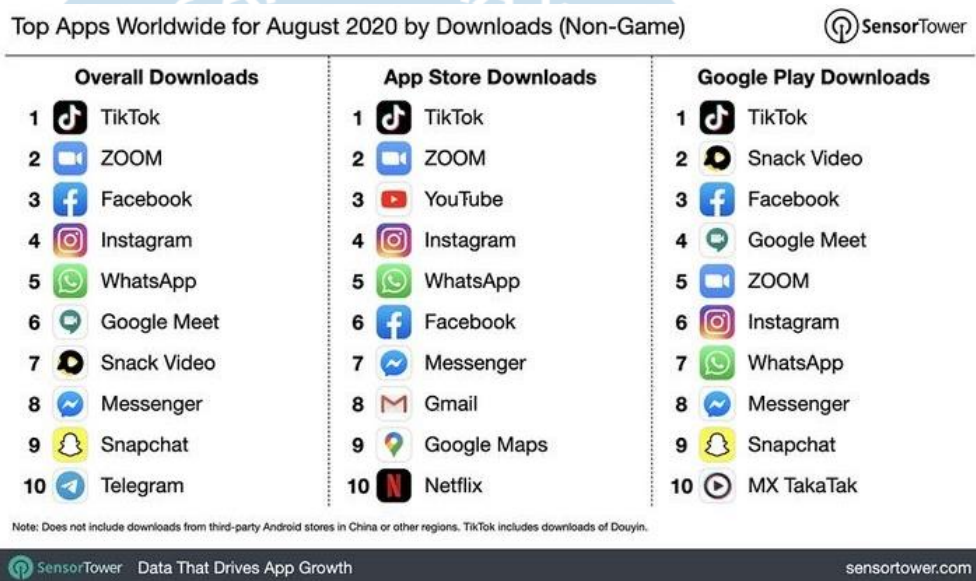 Top Apps Worldwide for August 2020 by Downloads (Non-Game)
SensorTower
Overall Downloads
1 TikTok
2 ZOOM
3 Facebook
4 Instagram
5 WhatsApp
6 Google Meet
7 Snack Video
8 Messenger
9 Snapchat
10 Telegram
App Store Downloads
1 TikTok
2 ZOOM
3 YouTube
4 Instagram
5 WhatsApp
6 Facebook
7 Messenger
8 Gmail
9 Google Maps
10 Netflix
Google Play Downloads
1 TikTok
2 Snack Video
3 Facebook
4 Google Meet
5 ZOOM
6 Instagram
7 WhatsApp
8 Messenger
9 Snapchat
10 MX TakaTak
Note: Does not include downloads from third-party Android stores in China or other regions. TikTok includes downloads of Douyin.
SensorTower Data That Drives App Growth
sensortower.com